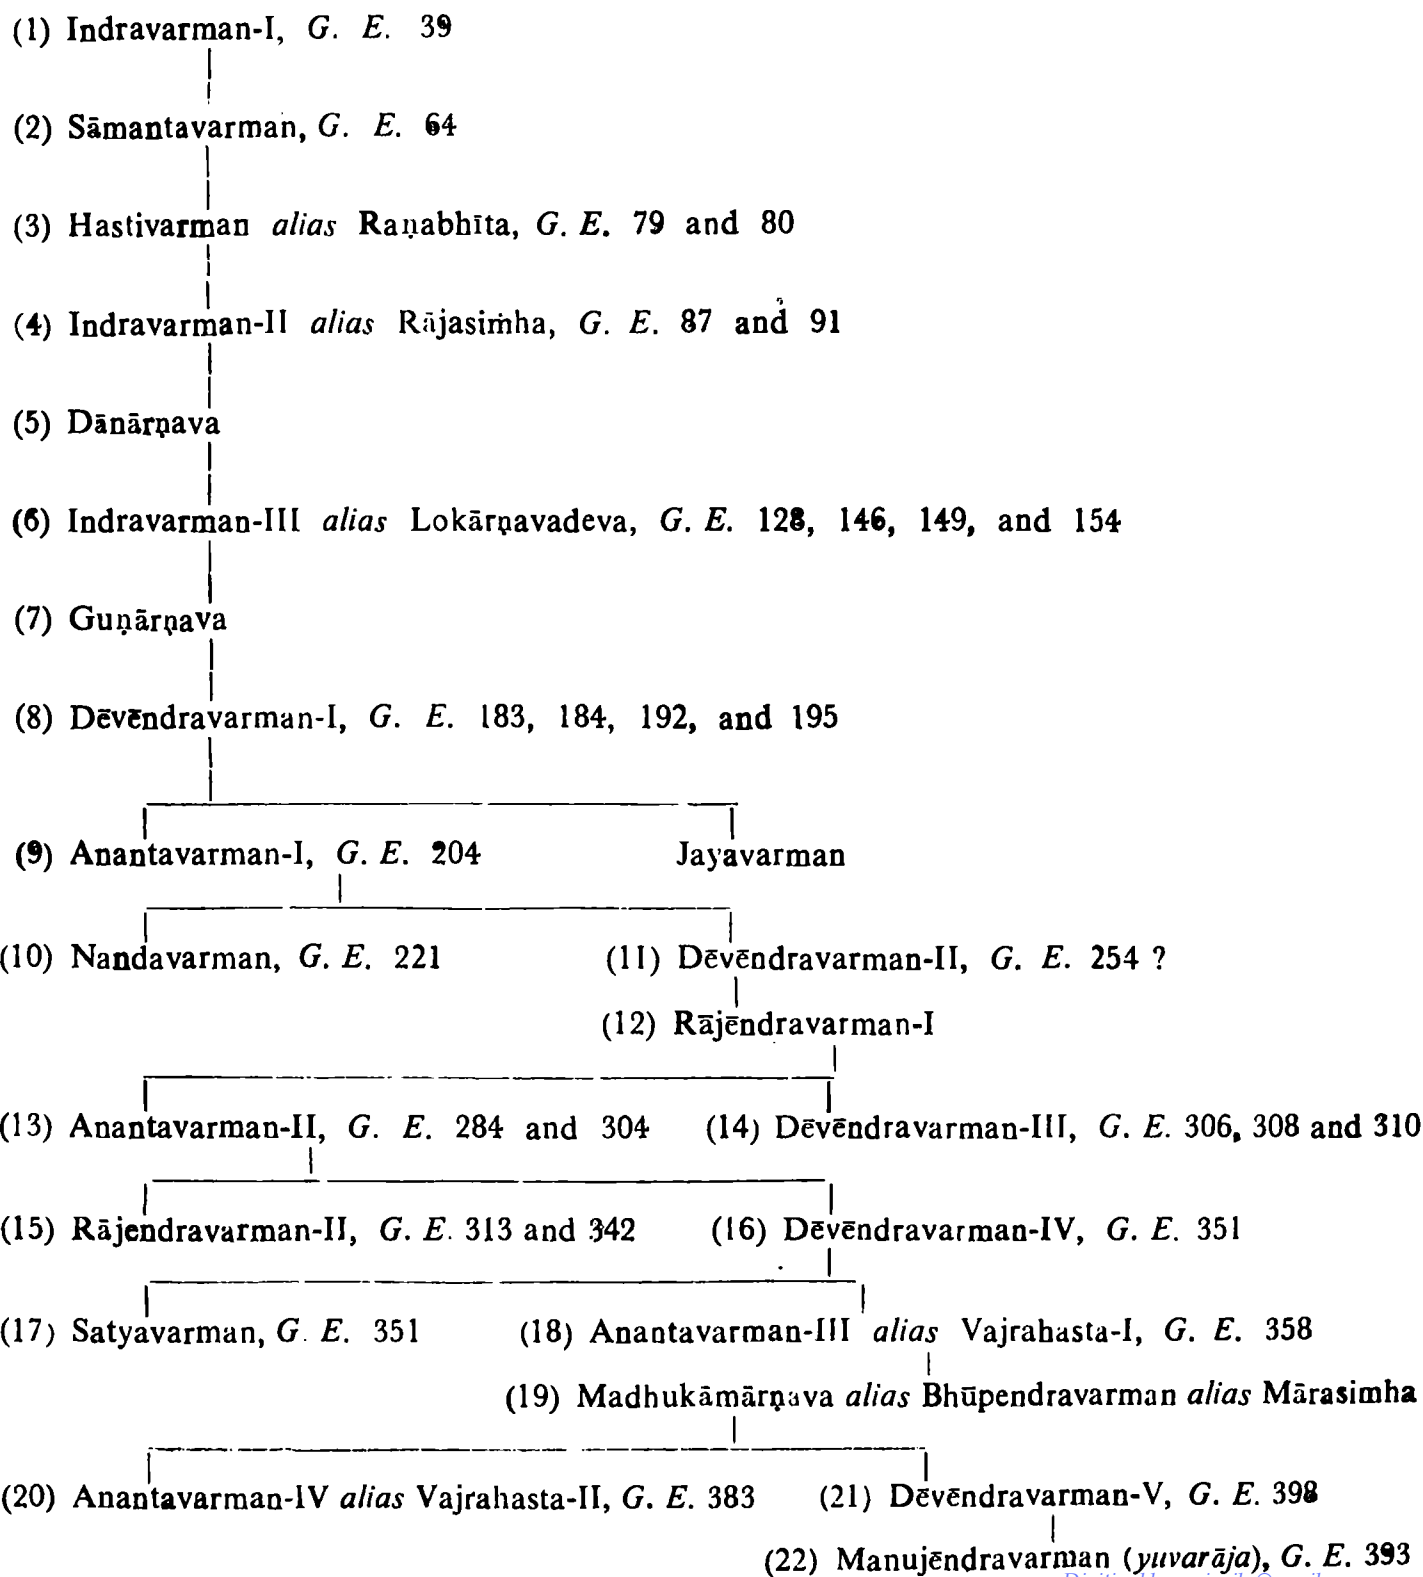 (1) Indravarman-I, G. E. 39
(2) Sāmantavarman, G. E. 64
(3) Hastivarman alias Raṇabhīta, G. E. 79 and 80
(4) Indravarman-II alias Rājasiṁha, G. E. 87 and 91
(5) Dānārṇava
(6) Indravarman-III alias Lokārṇavadeva, G. E. 128, 146, 149, and 154
(7) Guṇārṇava
(8) Dēvēndravarman-I, G. E. 183, 184, 192, and 195
(9) Anantavarman-I, G. E. 204 Jayavarman
(10) Nandavarman, G. E. 221 (11) Dēvēndravarman-II, G. E. 254 ?
(12) Rājēndravarman-I
(13) Anantavarman-II, G. E. 284 and 304 (14) Dēvēndravarman-III, G. E. 306, 308 and 310
(15) Rājendravarman-II, G. E. 313 and 342 (16) Dēvēndravarman-IV, G. E. 351
(17) Satyavarman, G. E. 351 (18) Anantavarman-III alias Vajrahasta-I, G. E. 358
(19) Madhukāmārṇava alias Bhūpendravarman alias Mārasimha
(20) Anantavarman-IV alias Vajrahasta-II, G. E. 383 (21) Dēvēndravarman-V, G. E. 398
(22) Manujēndravarman (yuvarāja), G. E. 393